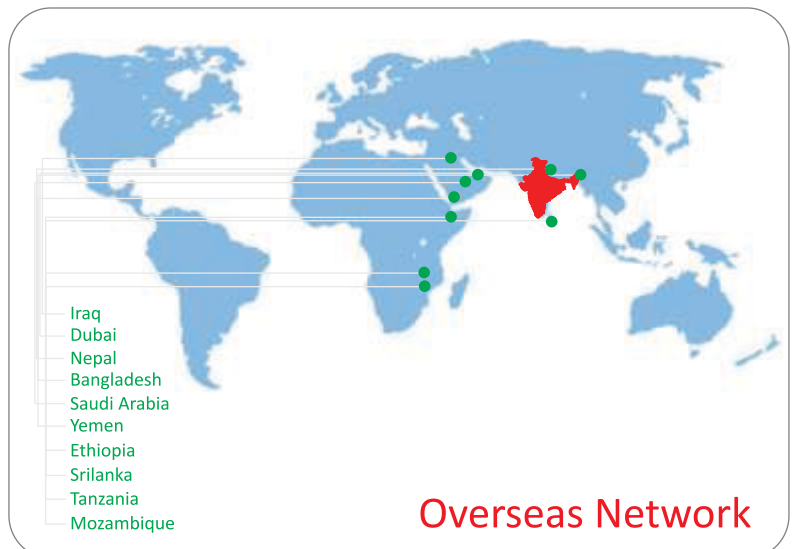 Iraq
Dubai
Nepal
Bangladesh
Saudi Arabia
Yemen
Ethiopia
Srilanka
Tanzania
Mozambique
Overseas Network